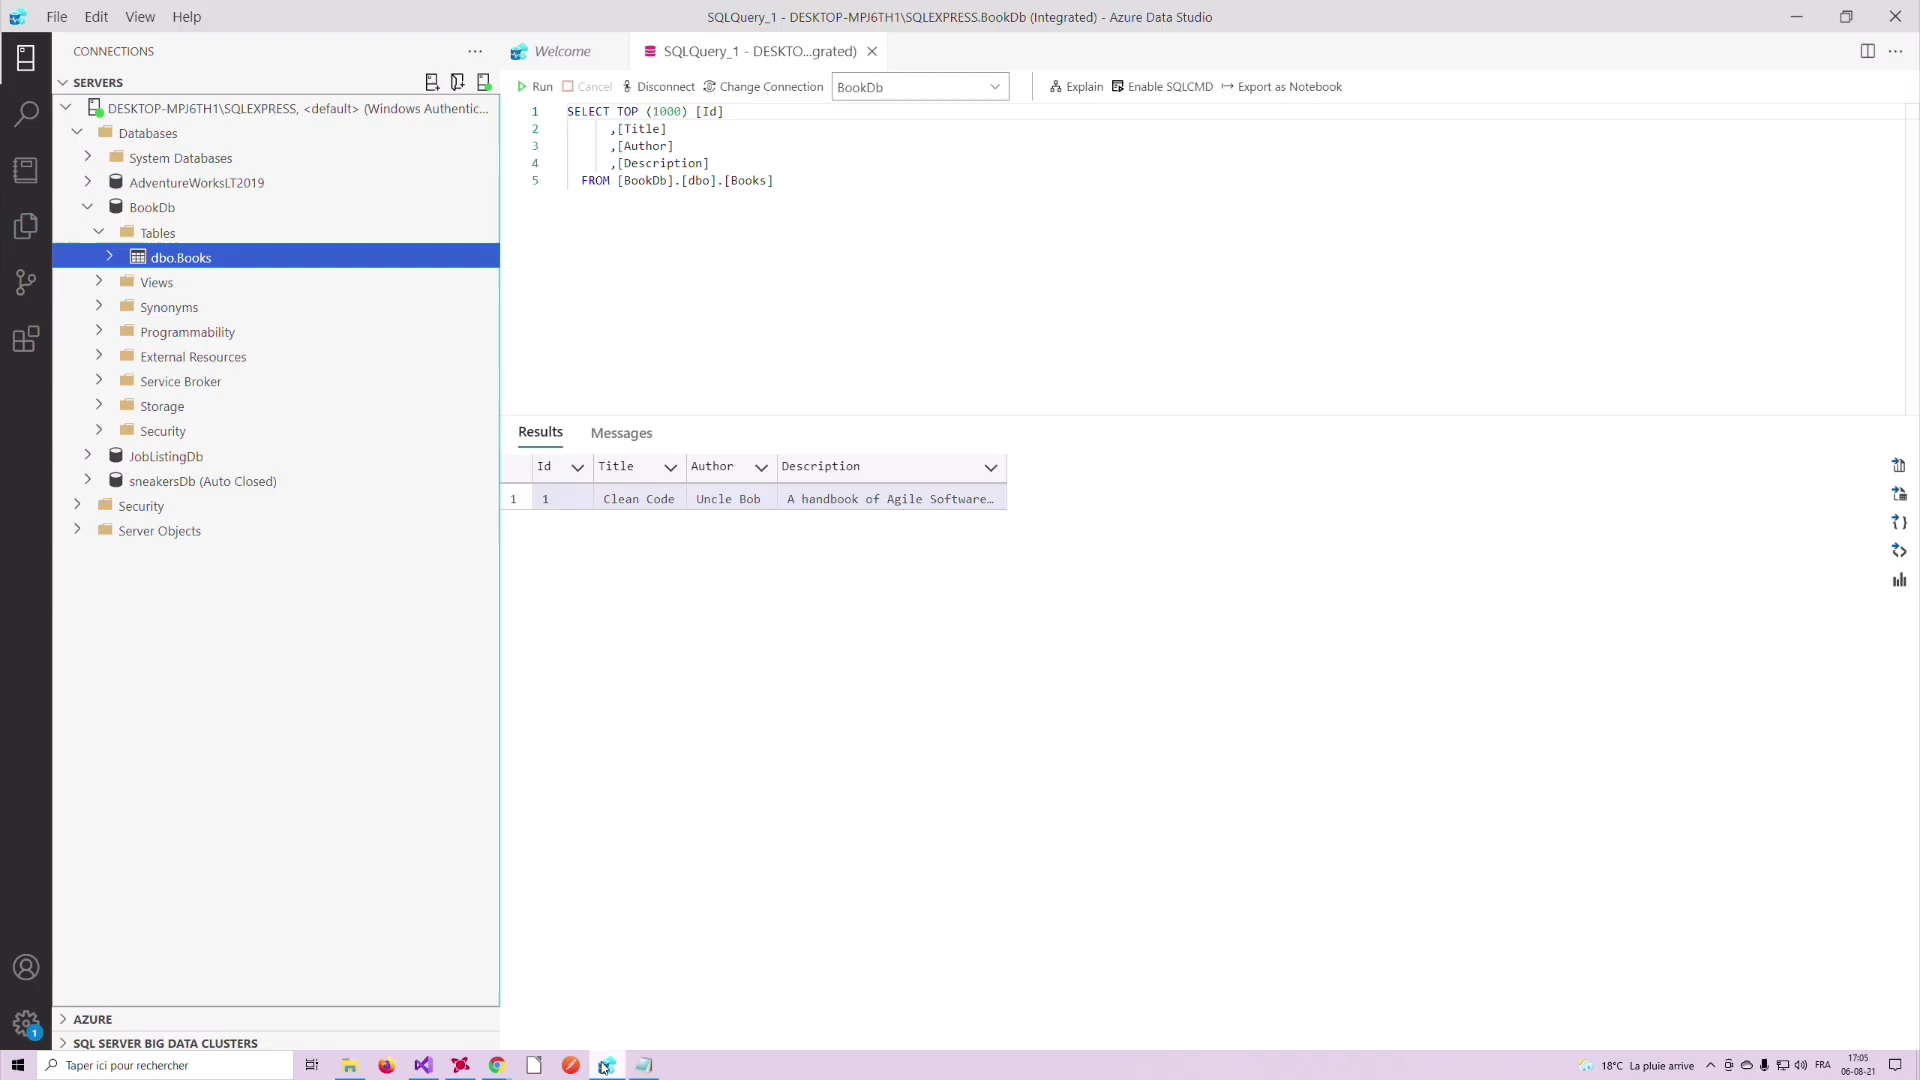 File Edit View Help
SQLQuery_1 - DESKTOP-MPJ6TH1\SQLEXPRESS.BookDb (Integrated) - Azure Data Studio
CONNECTIONS
Welcome
SQLQuery_1 - DESKTO...grated)
SERVERS
Run Cancel Disconnect Change Connection BookDb Explain Enable SQLCMD Export as Notebook
DESKTOP-MPJ6TH1\SQLEXPRESS, <default> (Windows Authentic...
Databases
System Databases
AdventureWorksLT2019
BookDb
Tables
dbo.Books
Views
Synonyms
Programmability
External Resources
Service Broker
Storage
Security
JobListingDb
sneakersDb (Auto Closed)
Security
Server Objects
1 SELECT TOP (1000) [Id]
2 ,[Title]
3 ,[Author]
4 ,[Description]
5 FROM [BookDb].[dbo].[Books]
Results Messages
Id Title Author Description
1 1 Clean Code Uncle Bob A handbook of Agile Software...
AZURE
SQL SERVER BIG DATA CLUSTERS
1
Taper ici pour rechercher
18°C La pluie arrive
FRA
17:05
06-08-21